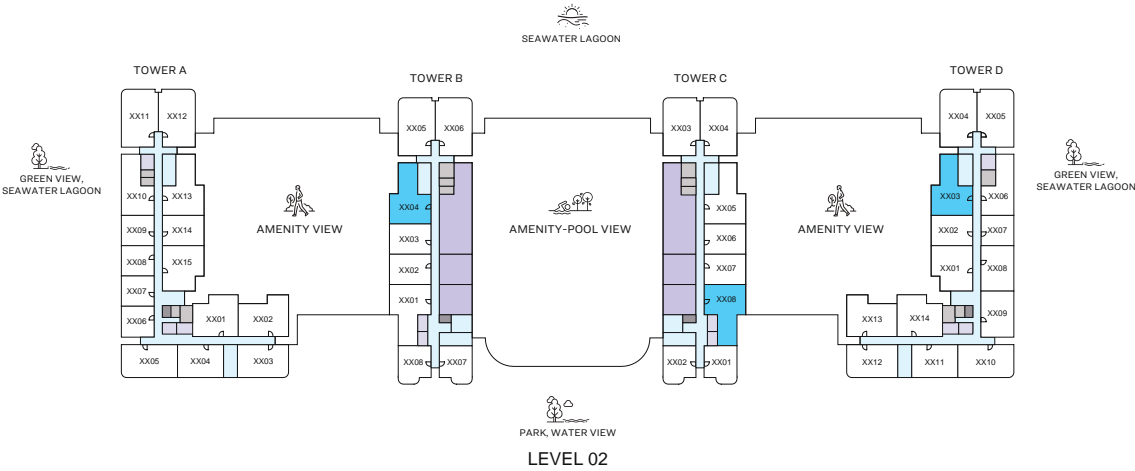 SEAWATER LAGOON
TOWER A
TOWER B
TOWER C
TOWER D
XX11
XX12
XX05
XX06
XX03
XX04
XX04
XX05
GREEN VIEW,
SEAWATER LAGOON
GREEN VIEW,
SEAWATER LAGOON
XX10
XX13
XX04
XX05
XX03
XX06
AMENITY VIEW
AMENITY-POOL VIEW
AMENITY VIEW
XX09
XX14
XX03
XX06
XX02
XX07
XX08
XX15
XX02
XX07
XX01
XX08
XX07
XX01
XX08
XX09
XX06
XX01
XX02
XX13
XX14
XX05
XX04
XX03
XX08
XX07
XX02
XX01
XX12
XX11
XX10
PARK, WATER VIEW
LEVEL 02